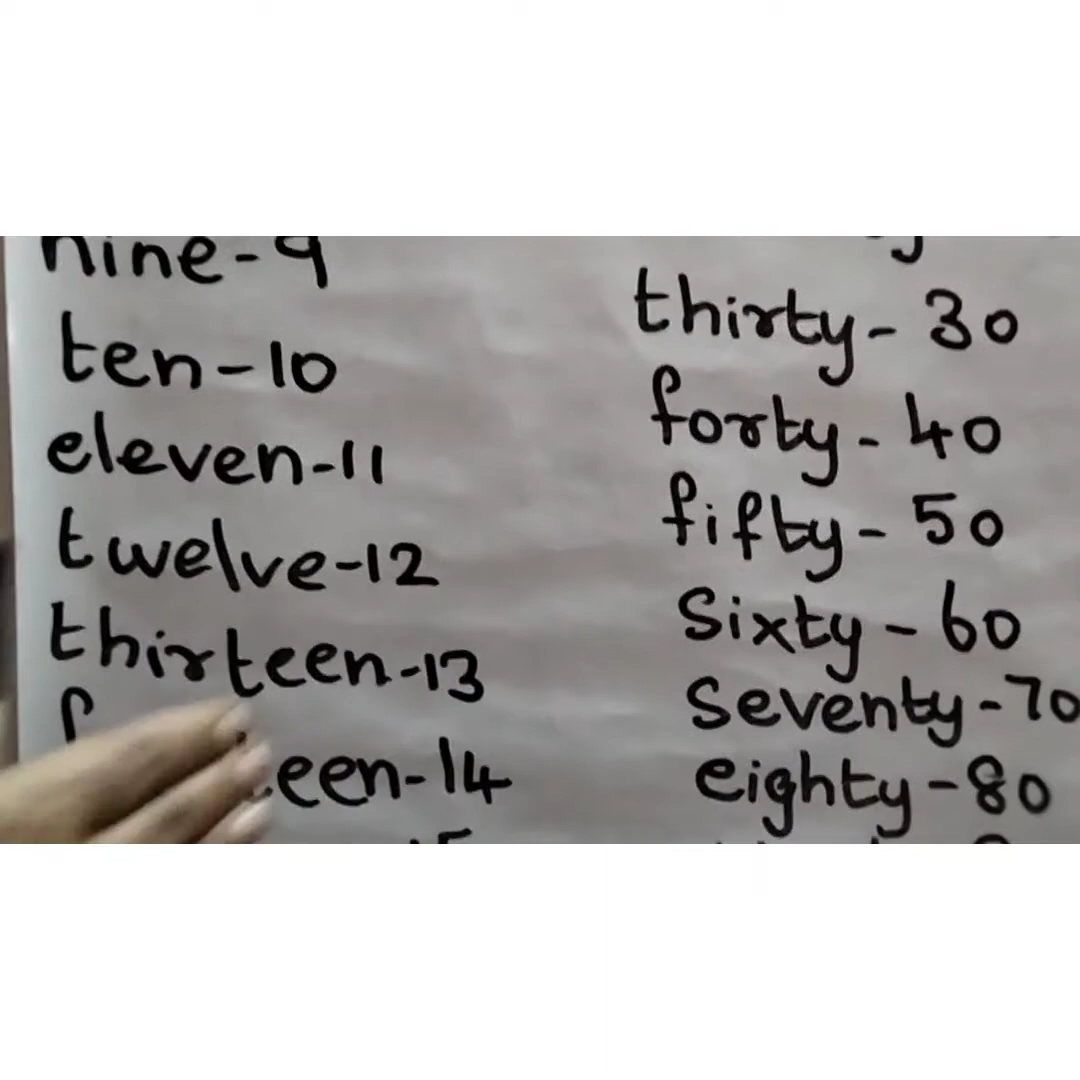 nine-9
ten-10
eleven-11
twelve-12
thirteen-13
een-14
thirty- 30
forty- 40
fifty- 50
Sixty - 60
Seventy-70
eighty-80